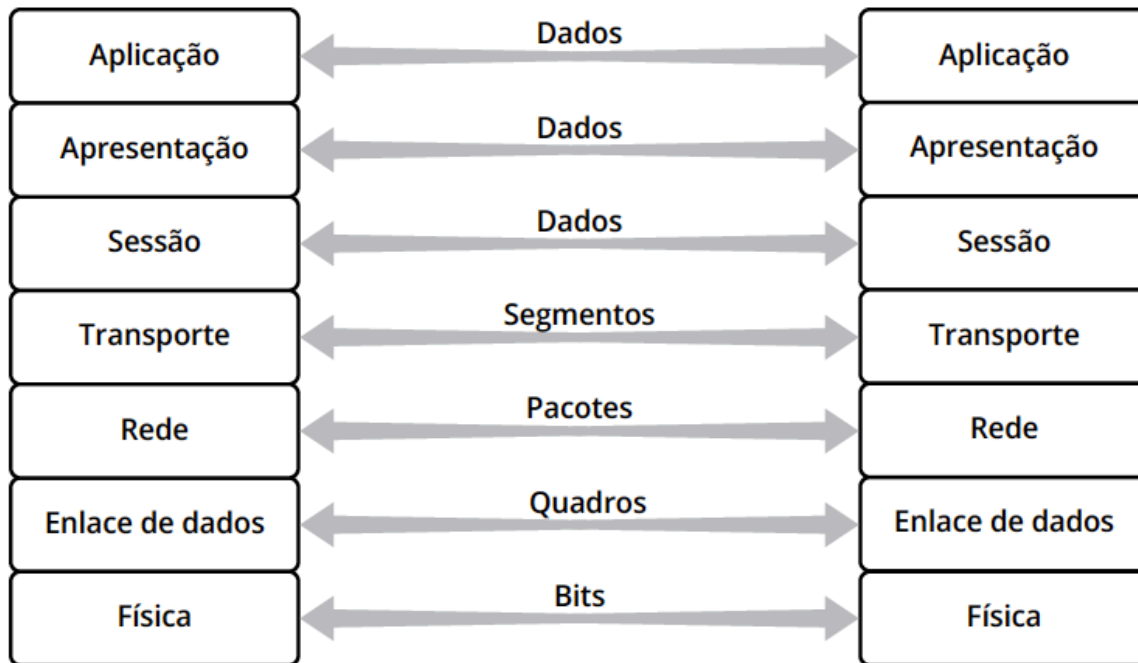 Aplicação
Dados
Aplicação
Apresentação
Dados
Apresentação
Sessão
Dados
Sessão
Transporte
Segmentos
Transporte
Rede
Pacotes
Rede
Enlace de dados
Quadros
Enlace de dados
Física
Bits
Física